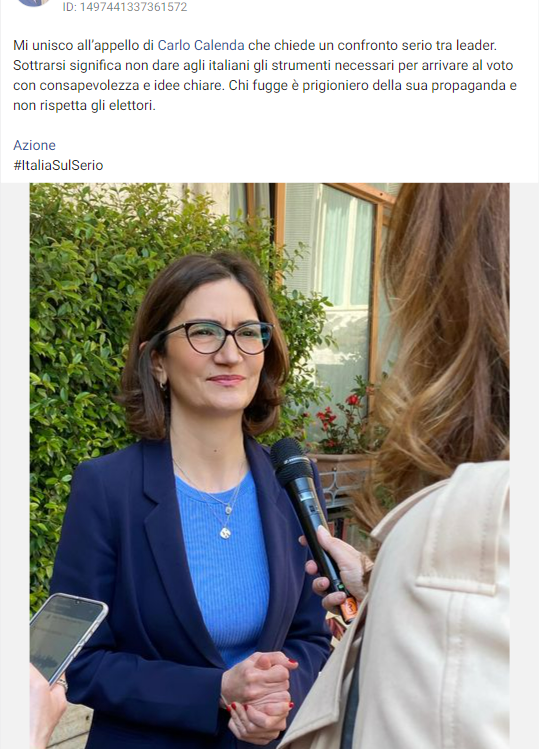 ID: 1497441337361572
Mi unisco all’appello di Carlo Calenda che chiede un confronto serio tra leader.
Sottrarsi significa non dare agli italiani gli strumenti necessari per arrivare al voto
con consapevolezza e idee chiare. Chi fugge è prigioniero della sua propaganda e
non rispetta gli elettori.
Azione
#ItaliaSulSerio